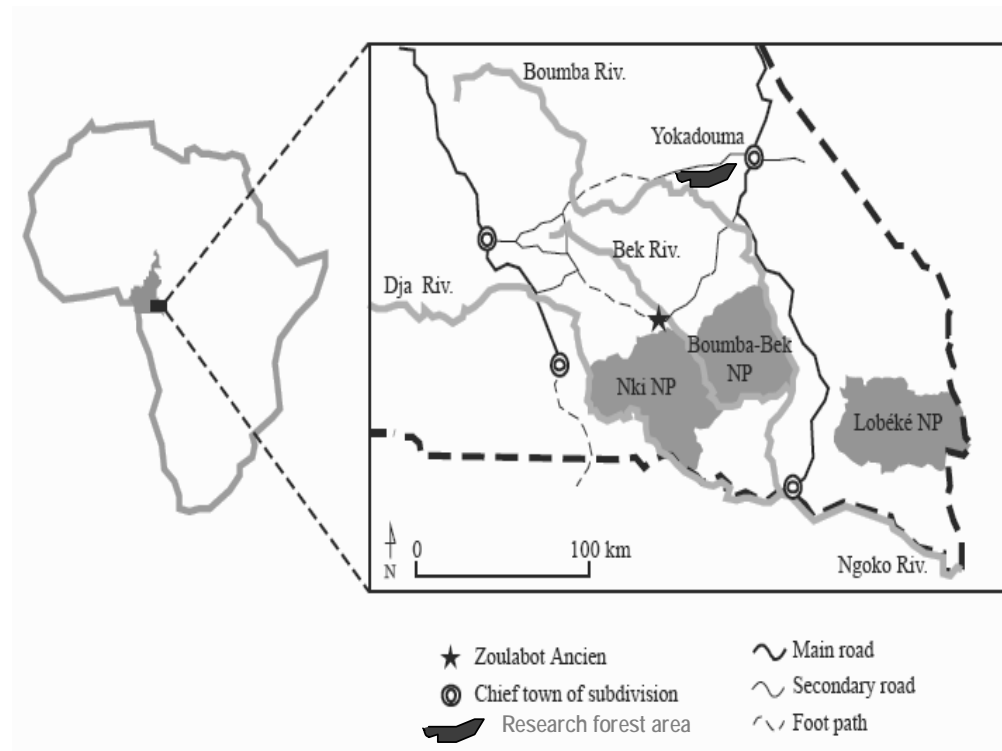 Boumba Riv.
Yokadouma
Bek Riv.
Dja Riv.
Boumba-Bek
NP
Nki NP
Lobéké NP
N
0 100 km
Ngoko Riv.
Zoulabot Ancien
Main road
Chief town of subdivision
Secondary road
Research forest area
Foot path